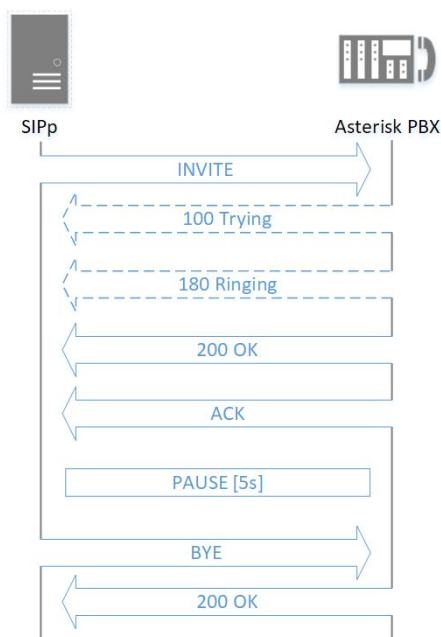 SIPp Asterisk PBX
INVITE
100 Trying
180 Ringing
200 OK
ACK
PAUSE [5s]
BYE
200 OK